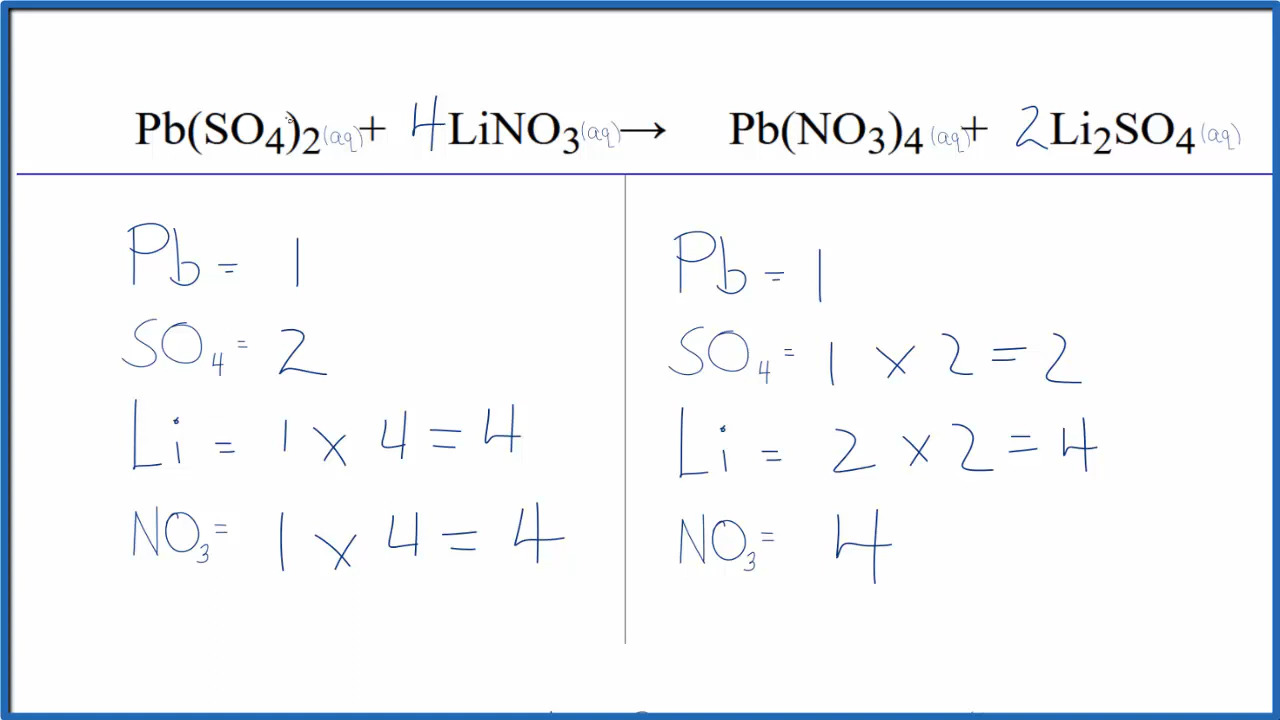 Pb(SO₄)₂(aq) + 4LiNO₃(aq) → Pb(NO₃)₄(aq) + 2Li₂SO₄(aq)
Pb = 1
SO₄ = 2
Li = 1 x 4 = 4
NO₃ = 1 x 4 = 4
Pb = 1
SO₄ = 1 x 2 = 2
Li = 2 x 2 = 4
NO₃ = 4